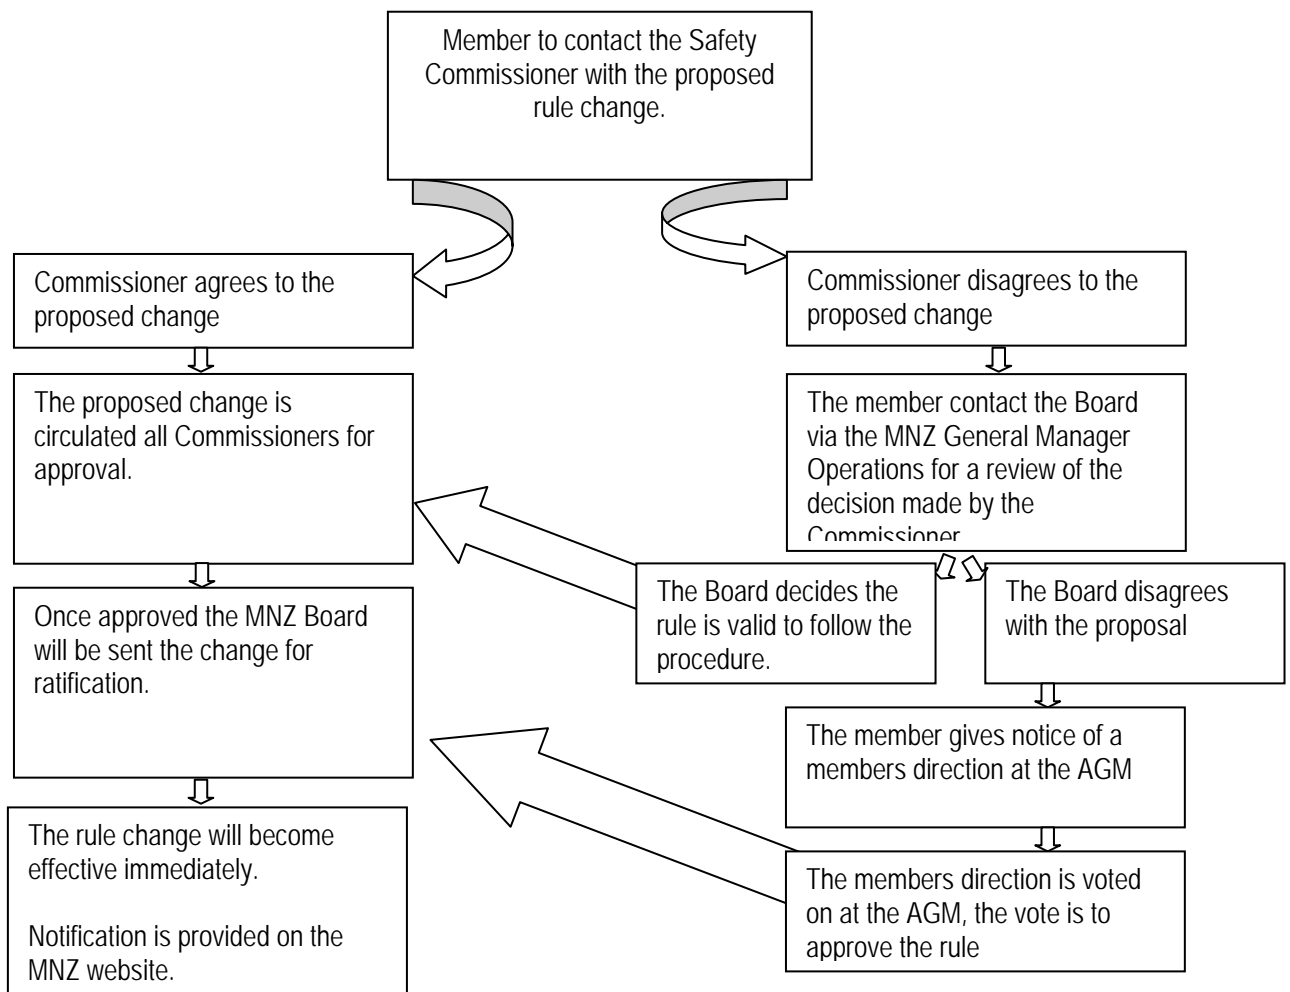 Member to contact the Safety
Commissioner with the proposed
rule change.
Commissioner agrees to the
proposed change
Commissioner disagrees to the
proposed change
The proposed change is
circulated all Commissioners for
approval.
The member contact the Board
via the MNZ General Manager
Operations for a review of the
decision made by the
Commissioner
The Board decides the
rule is valid to follow the
procedure.
The Board disagrees
with the proposal
Once approved the MNZ Board
will be sent the change for
ratification.
The member gives notice of a
members direction at the AGM
The rule change will become
effective immediately.
Notification is provided on the
MNZ website.
The members direction is voted
on at the AGM, the vote is to
approve the rule